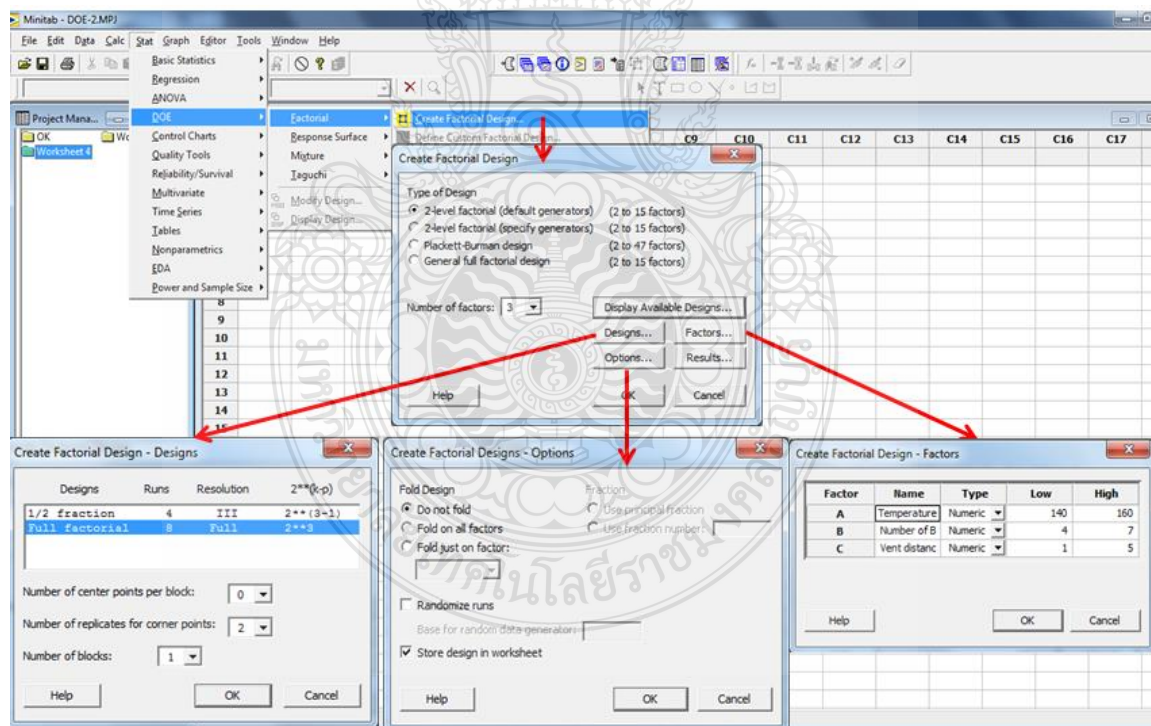 Minitab - DOE-2.MPJ
File Edit Data Calc Stat Graph Editor Tools Window Help
Basic Statistics
Regression
ANOVA
DOE
Control Charts
Quality Tools
Reliability/Survival
Multivariate
Time Series
Tables
Nonparametrics
EDA
Power and Sample Size
Factorial
Response Surface
Mixture
Taguchi
Modify Design...
Display Design...
Create Factorial Design...
Define Custom Factorial Design...
Project Mana...
OK
Worksheet 4
C9 C10 C11 C12 C13 C14 C15 C16 C17
8
9
10
11
12
13
14
15
Create Factorial Design
Type of Design
2-level factorial (default generators) (2 to 15 factors)
2-level factorial (specify generators) (2 to 15 factors)
Plackett-Burman design (2 to 47 factors)
General full factorial design (2 to 15 factors)
Number of factors: 3
Display Available Designs...
Designs... Factors...
Options... Results...
Help OK Cancel
Create Factorial Design - Designs
Designs Runs Resolution 2**(k-p)
1/2 fraction 4 III 2**(3-1)
Full factorial 8 Full 2**3
Number of center points per block: 0
Number of replicates for corner points: 2
Number of blocks: 1
Help OK Cancel
Create Factorial Designs - Options
Fold Design
Do not fold
Fold on all factors
Fold just on factor:
Fraction
Use principal fraction
Use fraction number:
Randomize runs
Base for random data generator:
Store design in worksheet
Help OK Cancel
Create Factorial Design - Factors
Factor Name Type Low High
A Temperature Numeric 140 160
B Number of B Numeric 4 7
C Vent distanc Numeric 1 5
Help OK Cancel